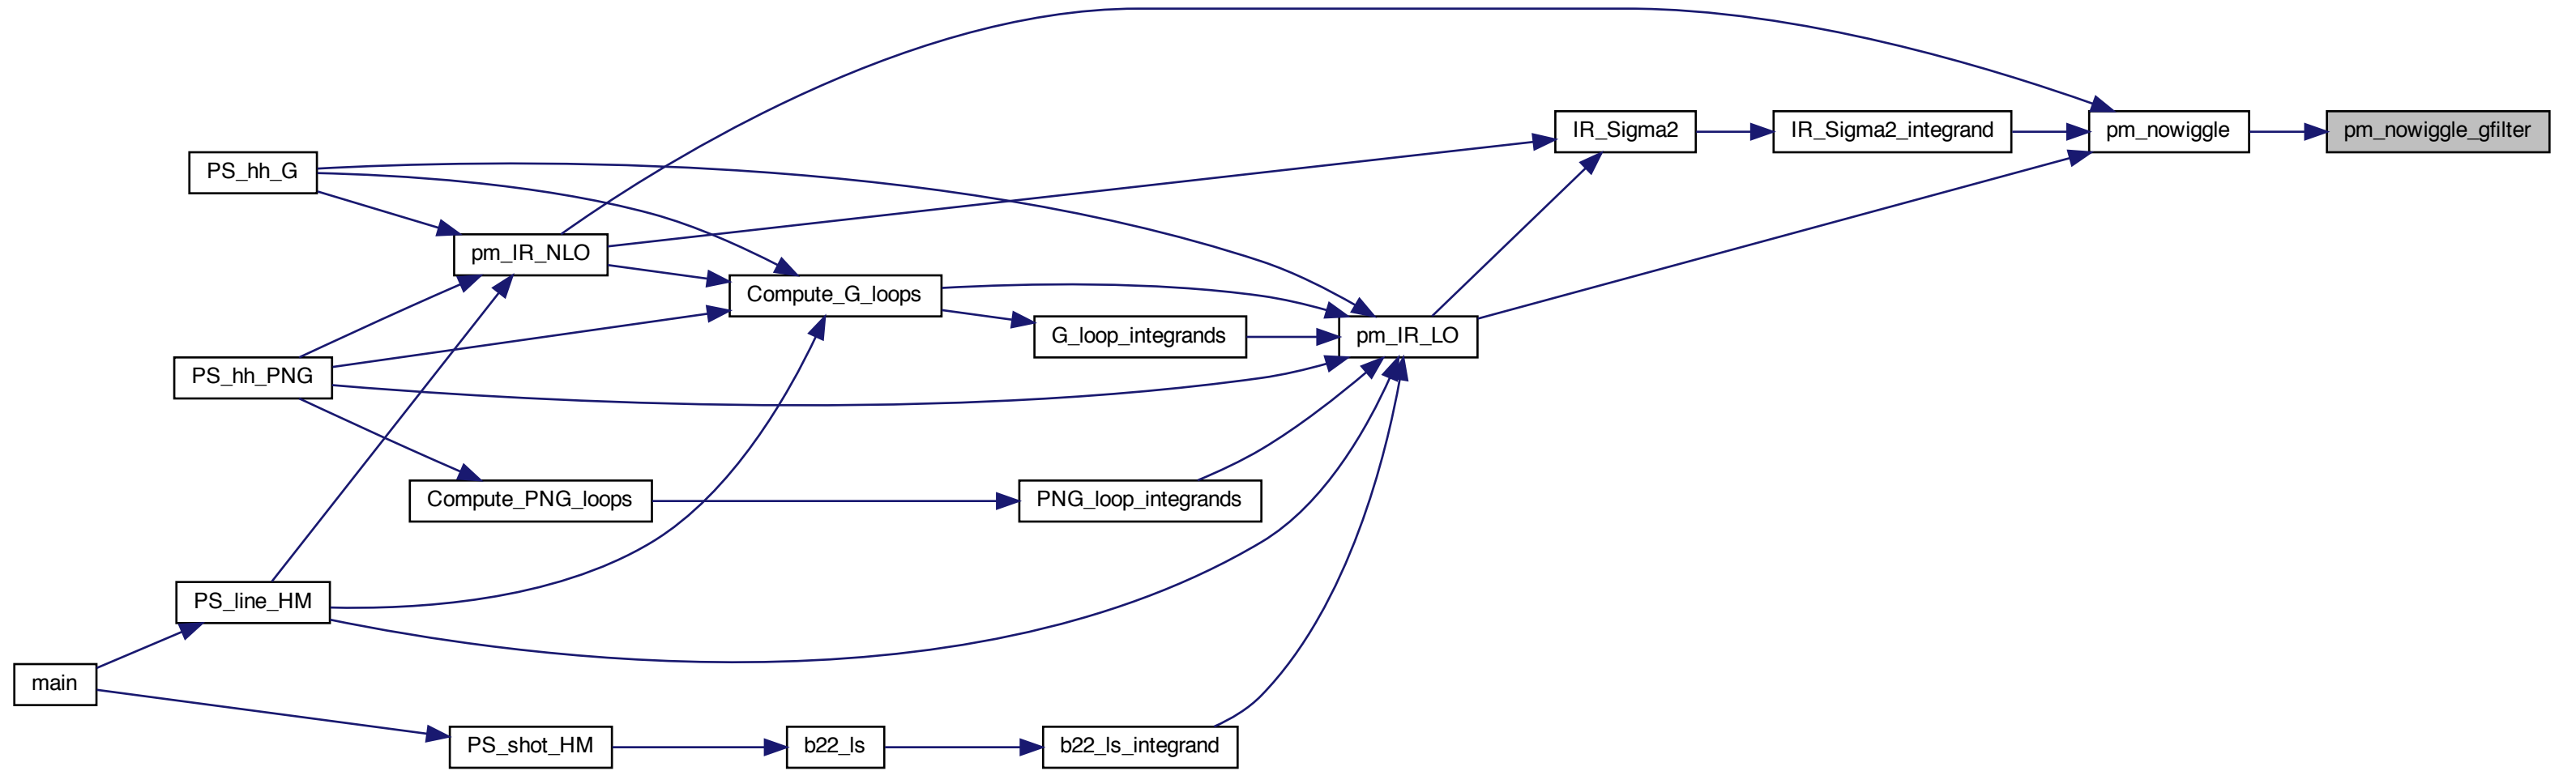 IR_Sigma2
IR_Sigma2_integrand
pm_nowiggle
pm_nowiggle_gfilter
PS_hh_G
pm_IR_NLO
Compute_G_loops
G_loop_integrands
pm_IR_LO
PS_hh_PNG
Compute_PNG_loops
PNG_loop_integrands
PS_line_HM
main
PS_shot_HM
b22_ls
b22_ls_integrand